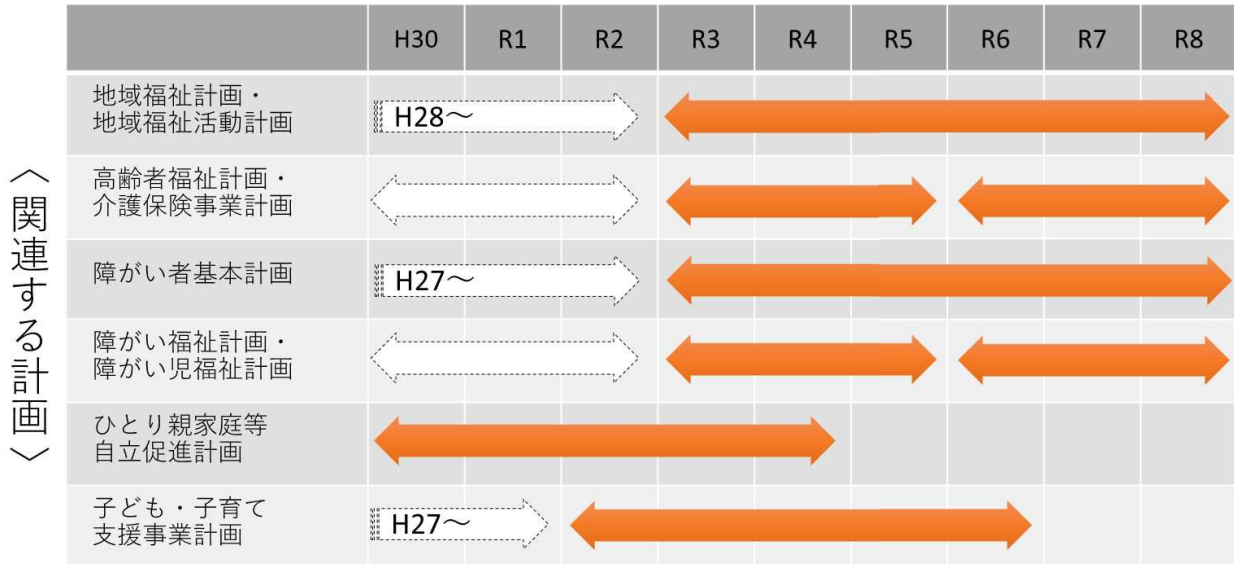 H30 R1 R2 R3 R4 R5 R6 R7 R8
〈関連する計画〉
地域福祉計画・
地域福祉活動計画
H28～
高齢者福祉計画・
介護保険事業計画
障がい者基本計画
H27～
障がい福祉計画・
障がい児福祉計画
ひとり親家庭等
自立促進計画
子ども・子育て
支援事業計画
H27～